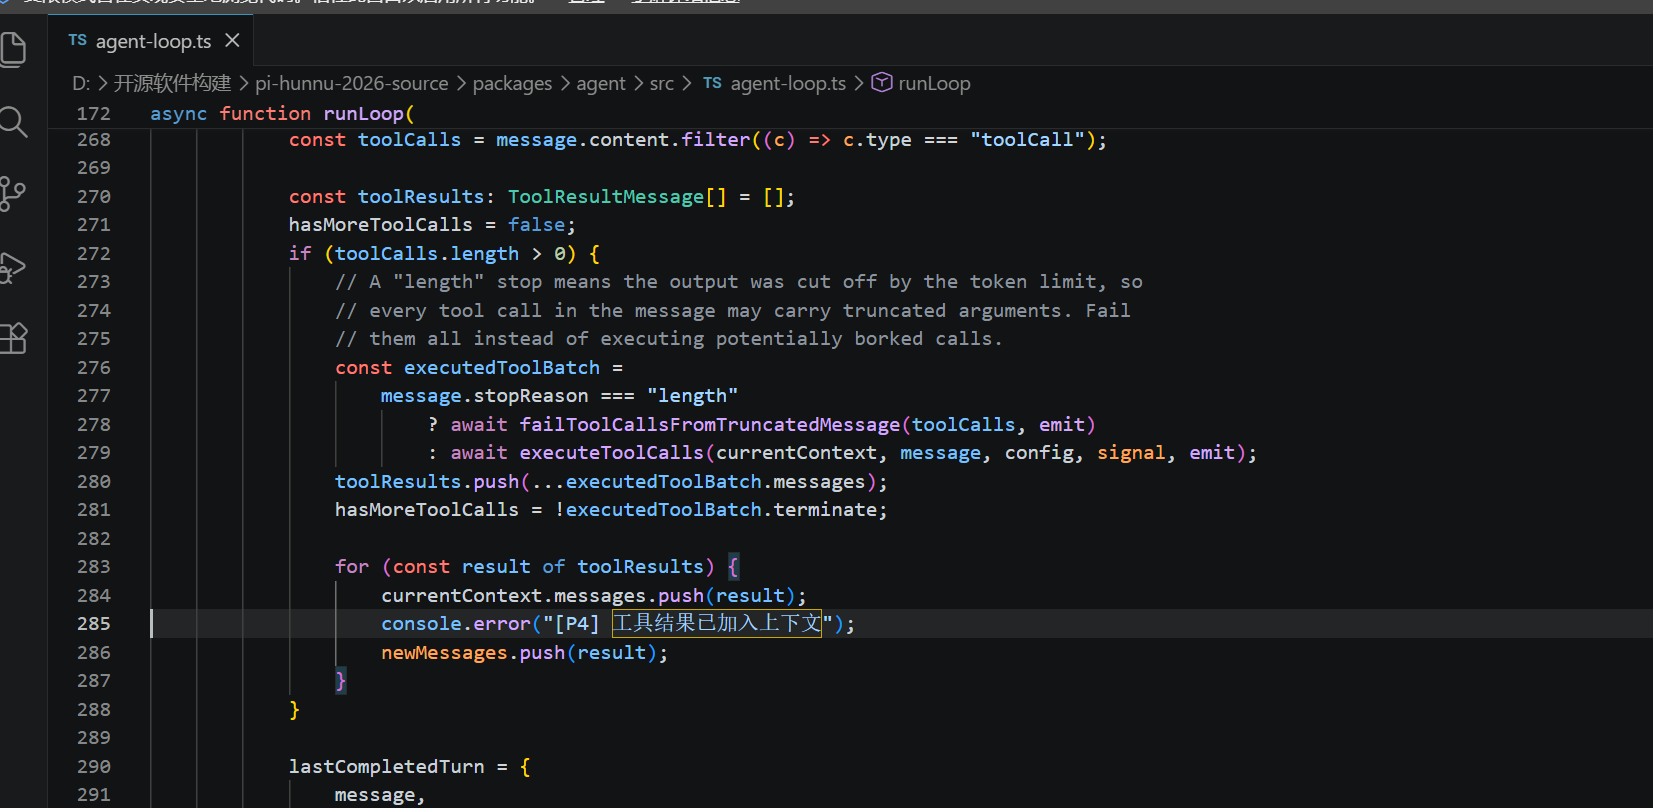 TS agent-loop.ts ×
D: > 开源软件构建 > pi-hunnu-2026-source > packages > agent > src > TS agent-loop.ts > runLoop
172 async function runLoop(
268 const toolCalls = message.content.filter((c) => c.type === "toolCall");
269
270 const toolResults: ToolResultMessage[] = [];
271 hasMoreToolCalls = false;
272 if (toolCalls.length > 0) {
273 // A "length" stop means the output was cut off by the token limit, so
274 // every tool call in the message may carry truncated arguments. Fail
275 // them all instead of executing potentially borked calls.
276 const executedToolBatch =
277 message.stopReason === "length"
278 ? await failToolCallsFromTruncatedMessage(toolCalls, emit)
279 : await executeToolCalls(currentContext, message, config, signal, emit);
280 toolResults.push(...executedToolBatch.messages);
281 hasMoreToolCalls = !executedToolBatch.terminate;
282
283 for (const result of toolResults) {
284 currentContext.messages.push(result);
285 console.error("[P4] 工具结果已加入上下文");
286 newMessages.push(result);
287 }
288 }
289
290 lastCompletedTurn = {
291 message,